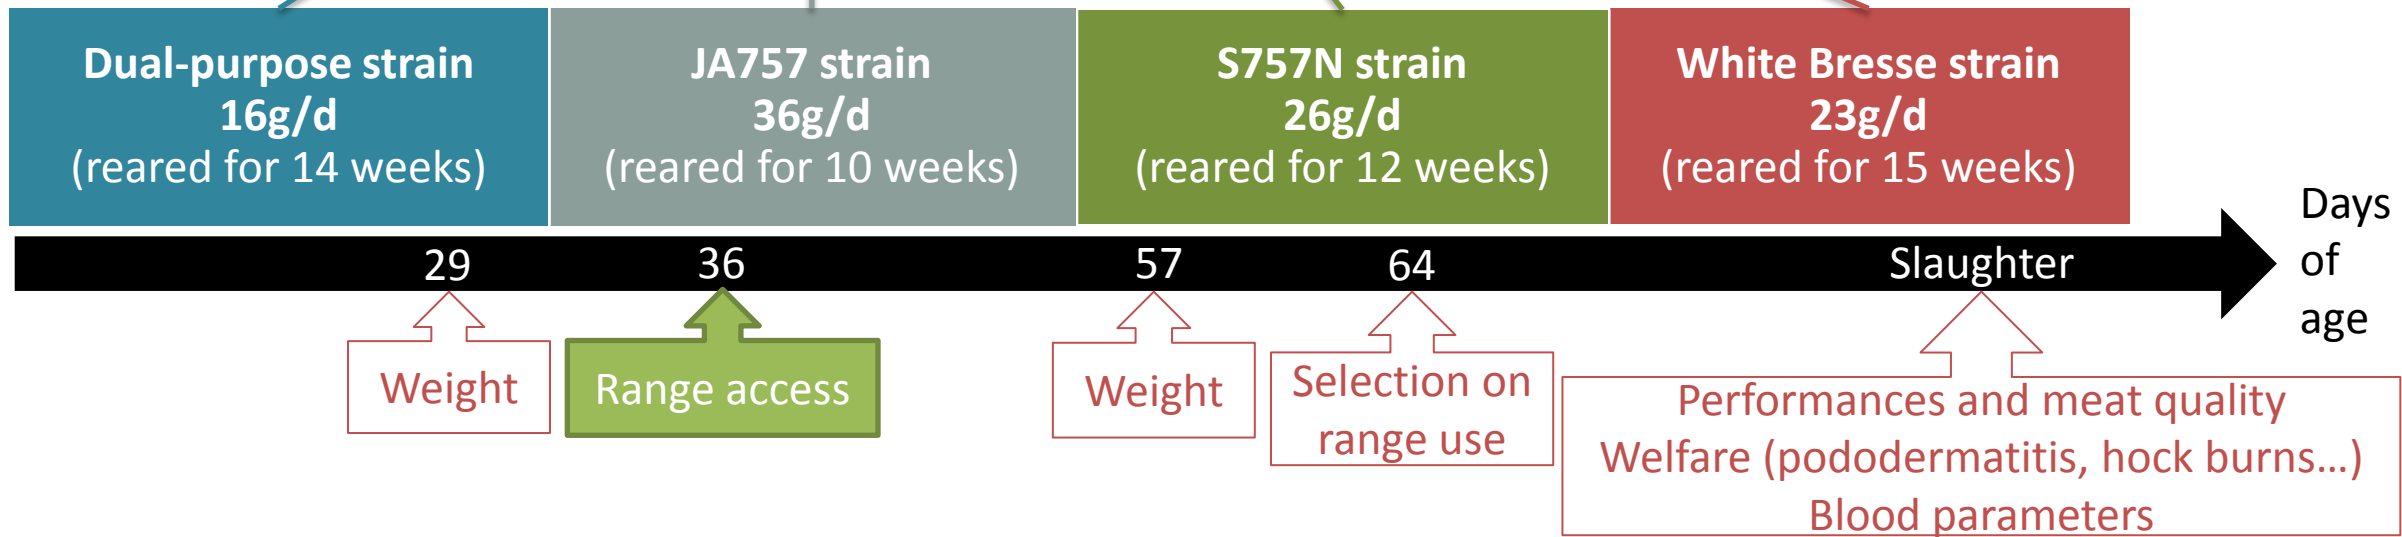 Dual-purpose strain
16g/d
(reared for 14 weeks)
JA757 strain
36g/d
(reared for 10 weeks)
S757N strain
26g/d
(reared for 12 weeks)
White Bresse strain
23g/d
(reared for 15 weeks)
29
36
57
64
Slaughter
Days
of
age
Weight
Range access
Weight
Selection on
range use
Performances and meat quality
Welfare (pododermatitis, hock burns...)
Blood parameters